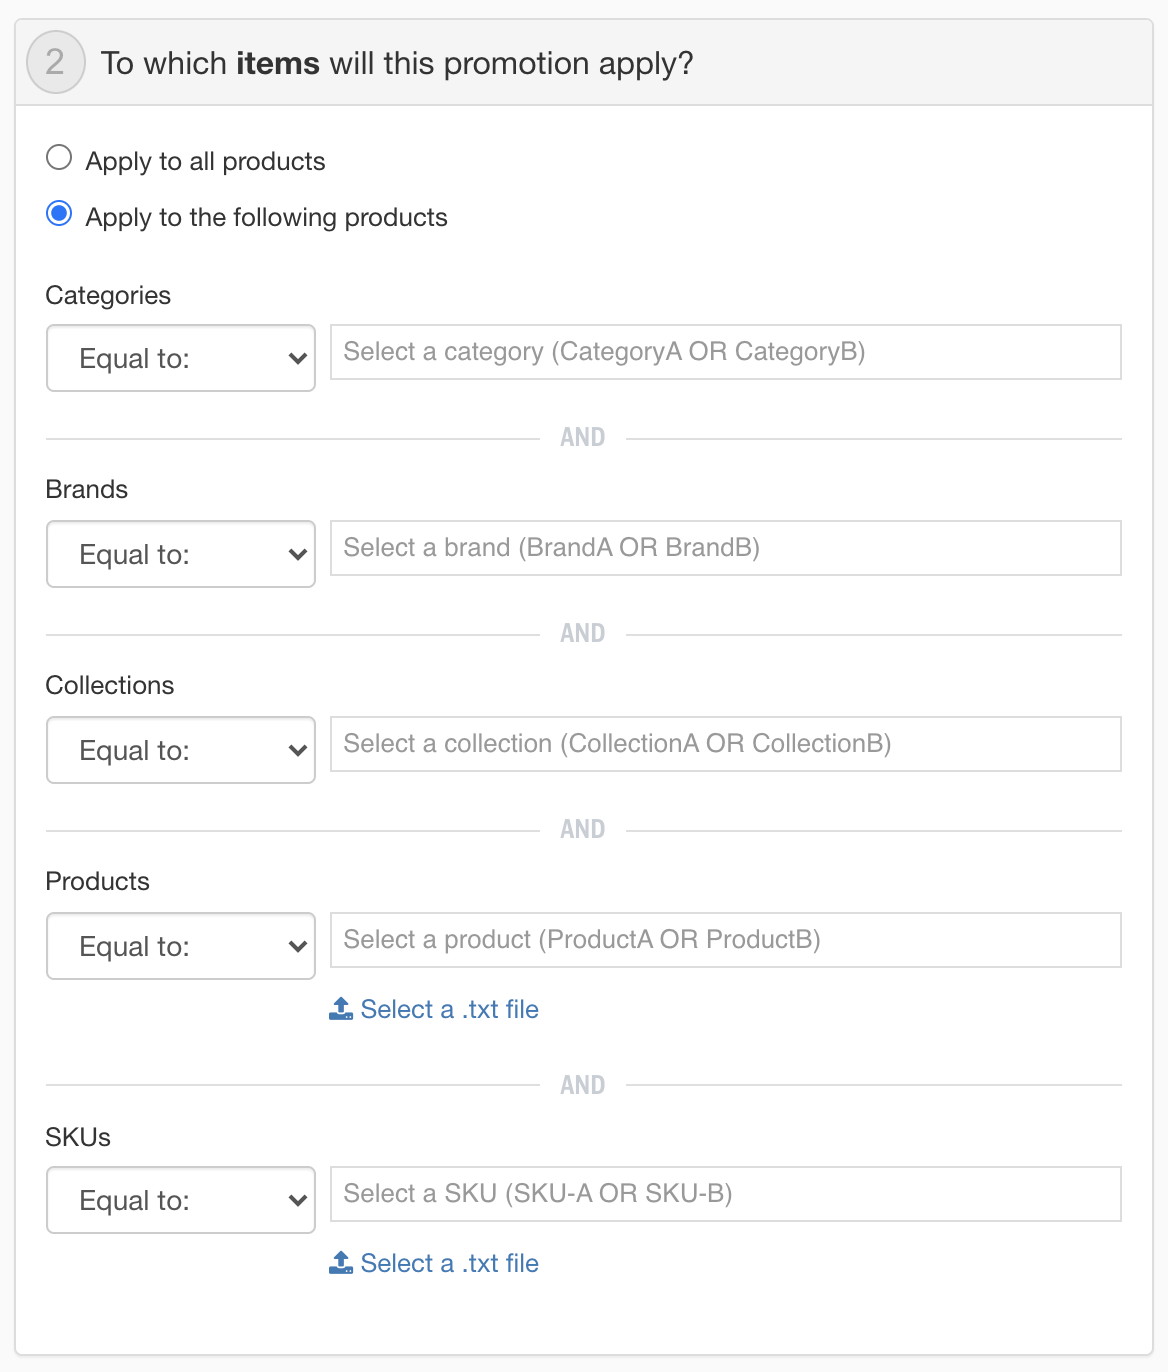 2 To which items will this promotion apply?
Apply to all products
Apply to the following products
Categories
Equal to: Select a category (CategoryA OR CategoryB)
AND
Brands
Equal to: Select a brand (BrandA OR BrandB)
AND
Collections
Equal to: Select a collection (CollectionA OR CollectionB)
AND
Products
Equal to: Select a product (ProductA OR ProductB)
Select a .txt file
AND
SKUs
Equal to: Select a SKU (SKU-A OR SKU-B)
Select a .txt file